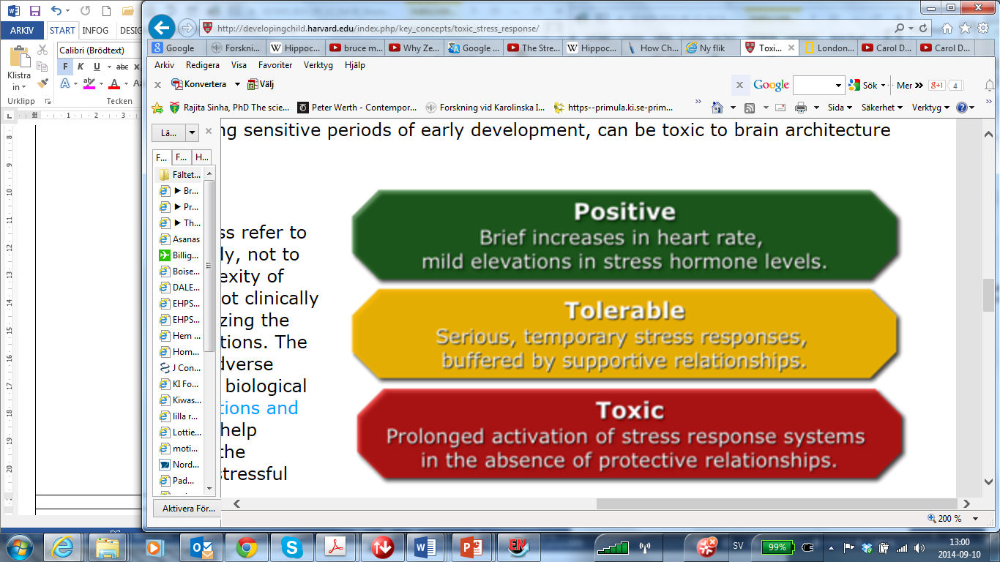 ARKIV START INFOG DESIG
Calibri (Brödtext)
Klistra
in
F K U abc x
Urklipp Tecken
1 2 3
http://developingchild.harvard.edu/index.php/key_concepts/toxic_stress_response/
Google Forskni... Hippoc... bruce m... Why Ze... Google ... The Stre... Hippoc... How Ch... Ny flik Toxi... London... Carol D... Carol D...
Arkiv Redigera Visa Favoriter Verktyg Hjälp
x Konvertera Välj
X Google Sök Mer » g+1 4
Rajita Sinha, PhD The scie... Peter Werth - Contempor... Forskning vid Karolinska I... https--primula.ki.se-prim... » Sida Säkerhet Verktyg »
Lä...
F... F... H...
Fältet...
► Br...
► Pr...
► Th...
Asanas
Billig...
Boise...
DALE...
EHPS...
EHPS...
Hem ...
Hom...
J Con...
KI Fo...
Kiwas...
lilla r...
Lottie...
moti...
Nord...
Pad...
Aktivera För...
ng sensitive periods of early development, can be toxic to brain architecture
ss refer to
ly, not to
exity of
ot clinically
zing the
tions. The
dverse
biological
tions and
help
the
stressful
Positive
Brief increases in heart rate,
mild elevations in stress hormone levels.
Tolerable
Serious, temporary stress responses,
buffered by supportive relationships.
Toxic
Prolonged activation of stress response systems
in the absence of protective relationships.
200 %
SV 99% 13:00
2014-09-10